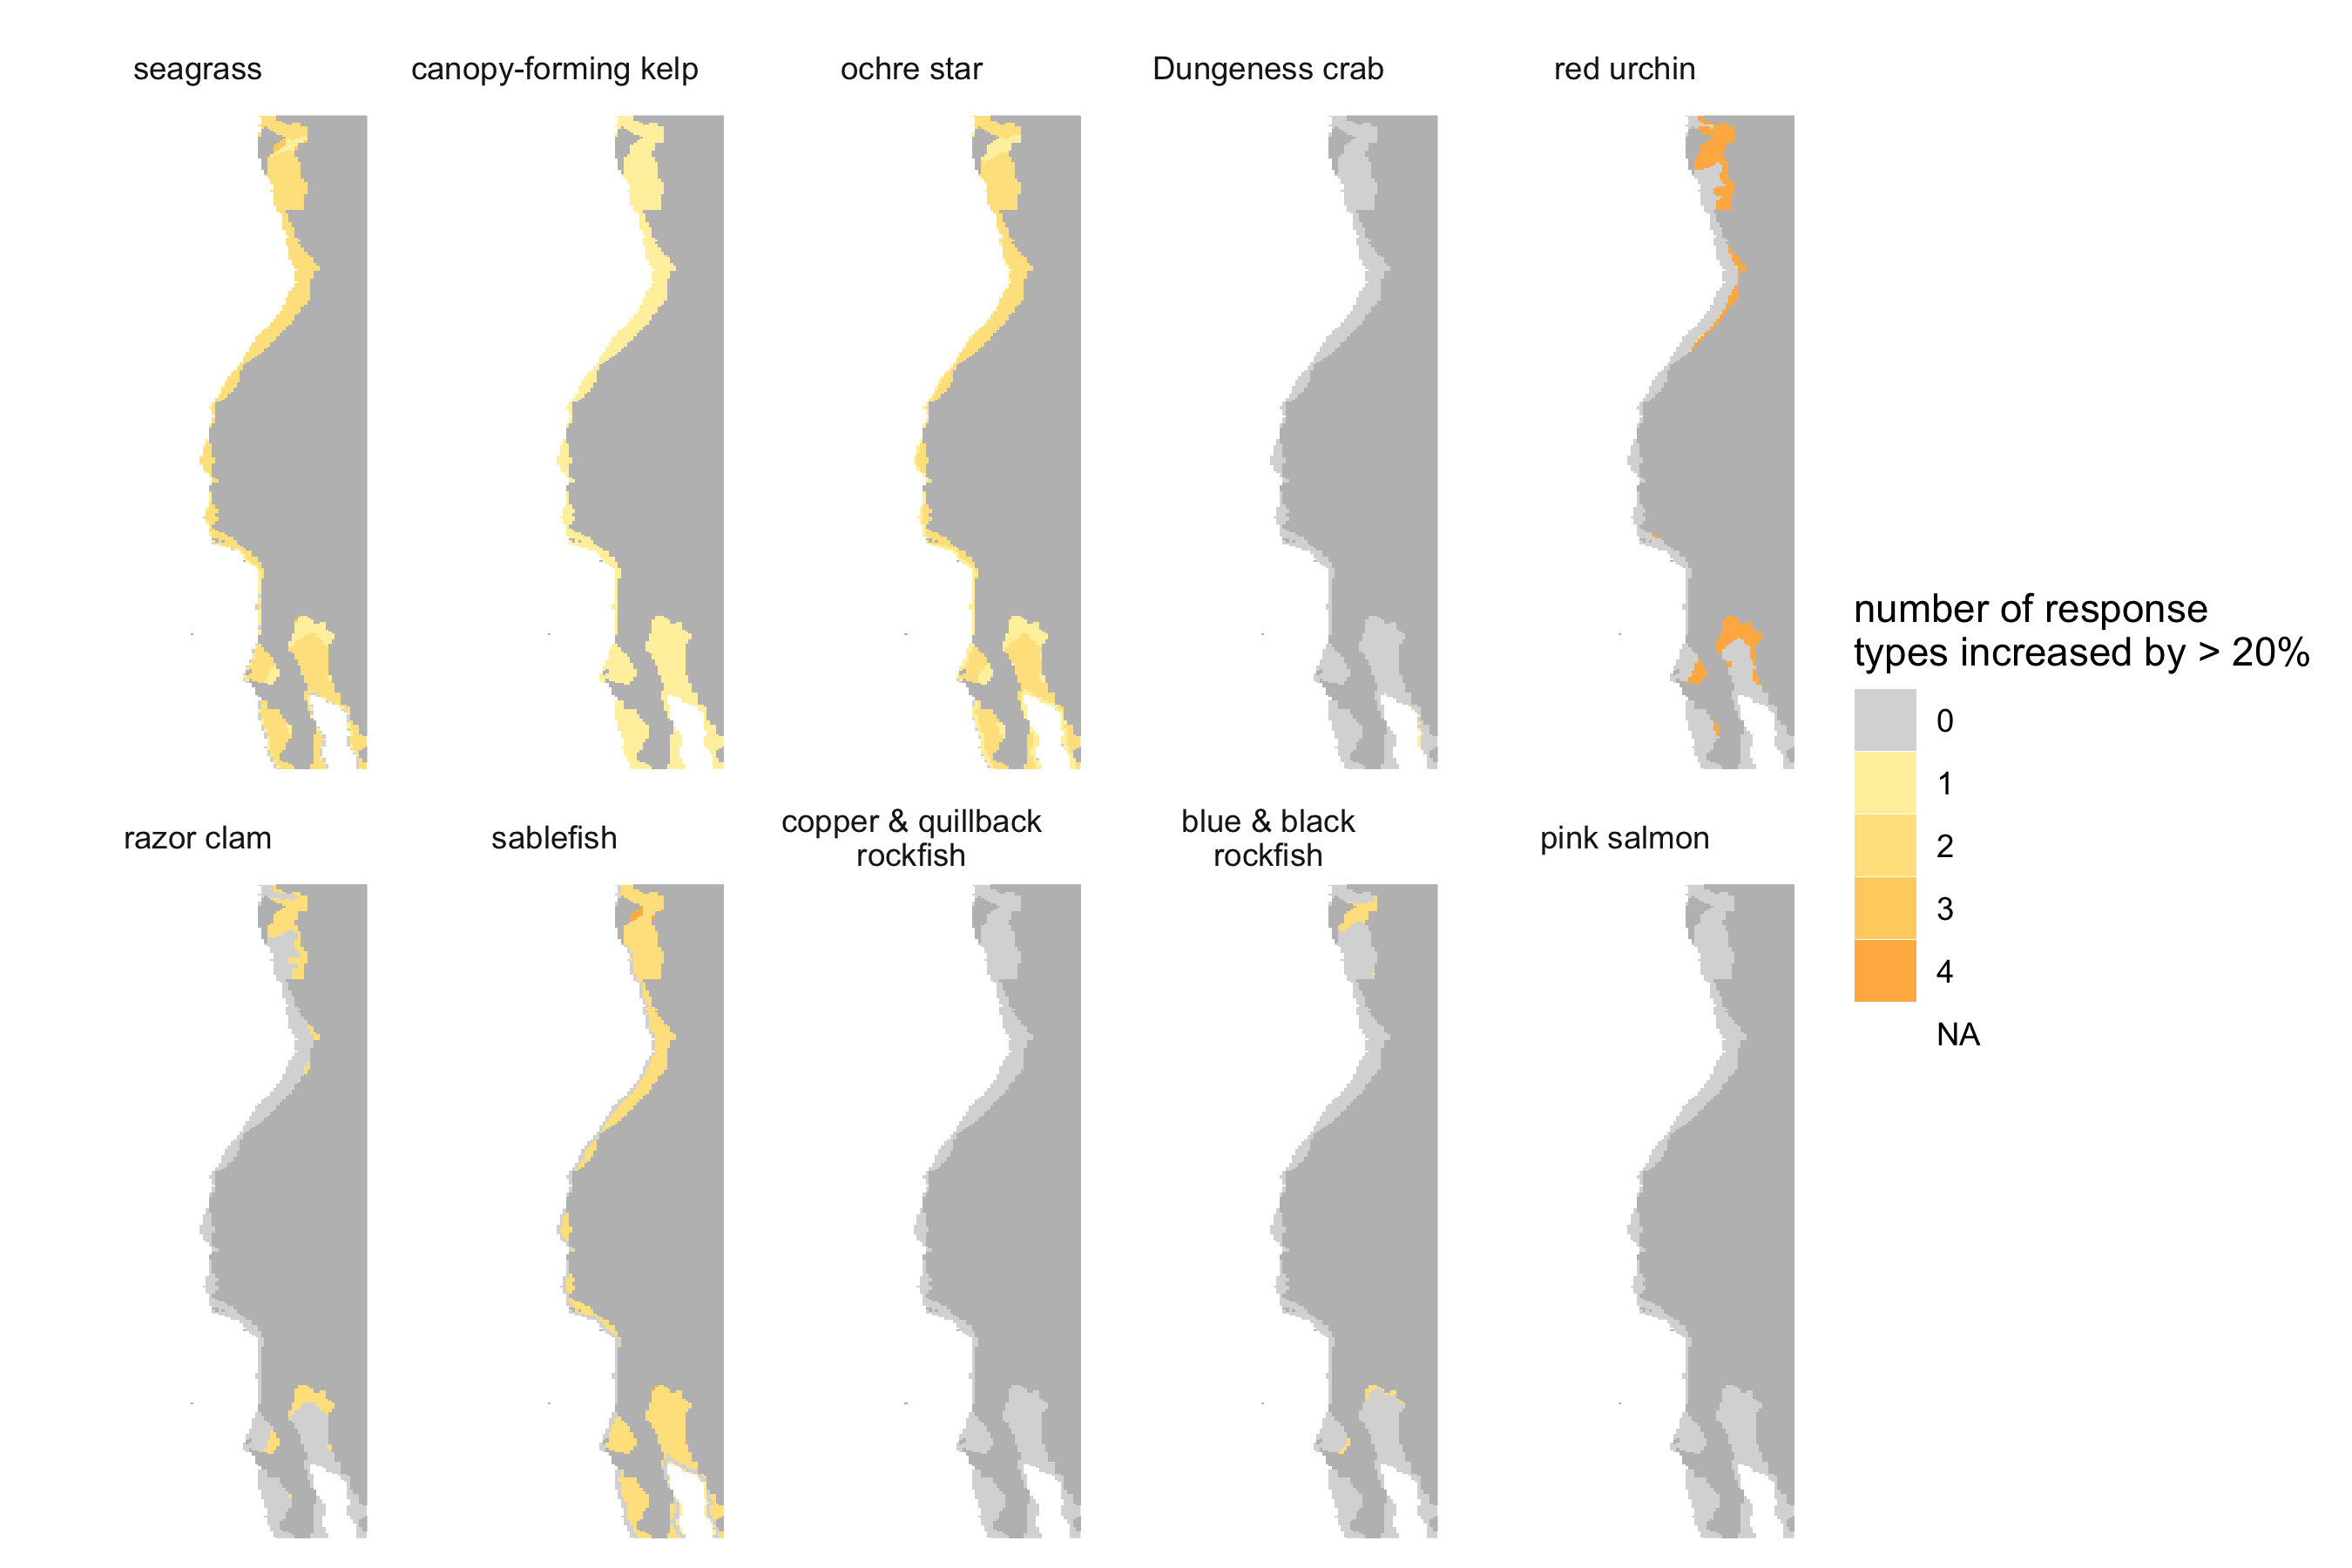 seagrass
canopy-forming kelp
ochre star
Dungeness crab
red urchin
number of response
types increased by > 20%
0
1
2
3
4
NA
razor clam
sablefish
copper & quillback
rockfish
blue & black
rockfish
pink salmon